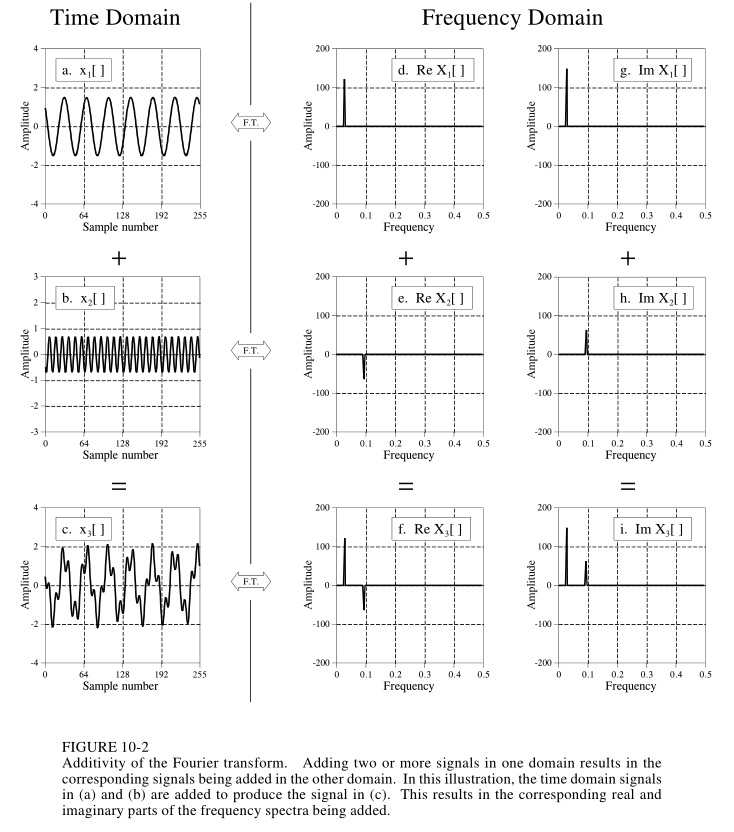 Time Domain
Frequency Domain
a. x1[ ]
Amplitude
4
2
0
-2
-4
0 64 128 192 255
Sample number
F.T.
d. Re X1[ ]
Amplitude
200
100
0
-100
-200
0 0.1 0.2 0.3 0.4 0.5
Frequency
g. Im X1[ ]
Amplitude
200
100
0
-100
-200
0 0.1 0.2 0.3 0.4 0.5
Frequency
+ + +
b. x2[ ]
Amplitude
3
2
1
0
-1
-2
-3
0 64 128 192 255
Sample number
F.T.
e. Re X2[ ]
Amplitude
200
100
0
-100
-200
0 0.1 0.2 0.3 0.4 0.5
Frequency
h. Im X2[ ]
Amplitude
200
100
0
-100
-200
0 0.1 0.2 0.3 0.4 0.5
Frequency
= = =
c. x3[ ]
Amplitude
4
2
0
-2
-4
0 64 128 192 255
Sample number
F.T.
f. Re X3[ ]
Amplitude
200
100
0
-100
-200
0 0.1 0.2 0.3 0.4 0.5
Frequency
i. Im X3[ ]
Amplitude
200
100
0
-100
-200
0 0.1 0.2 0.3 0.4 0.5
Frequency
FIGURE 10-2
Additivity of the Fourier transform. Adding two or more signals in one domain results in the
corresponding signals being added in the other domain. In this illustration, the time domain signals
in (a) and (b) are added to produce the signal in (c). This results in the corresponding real and
imaginary parts of the frequency spectra being added.